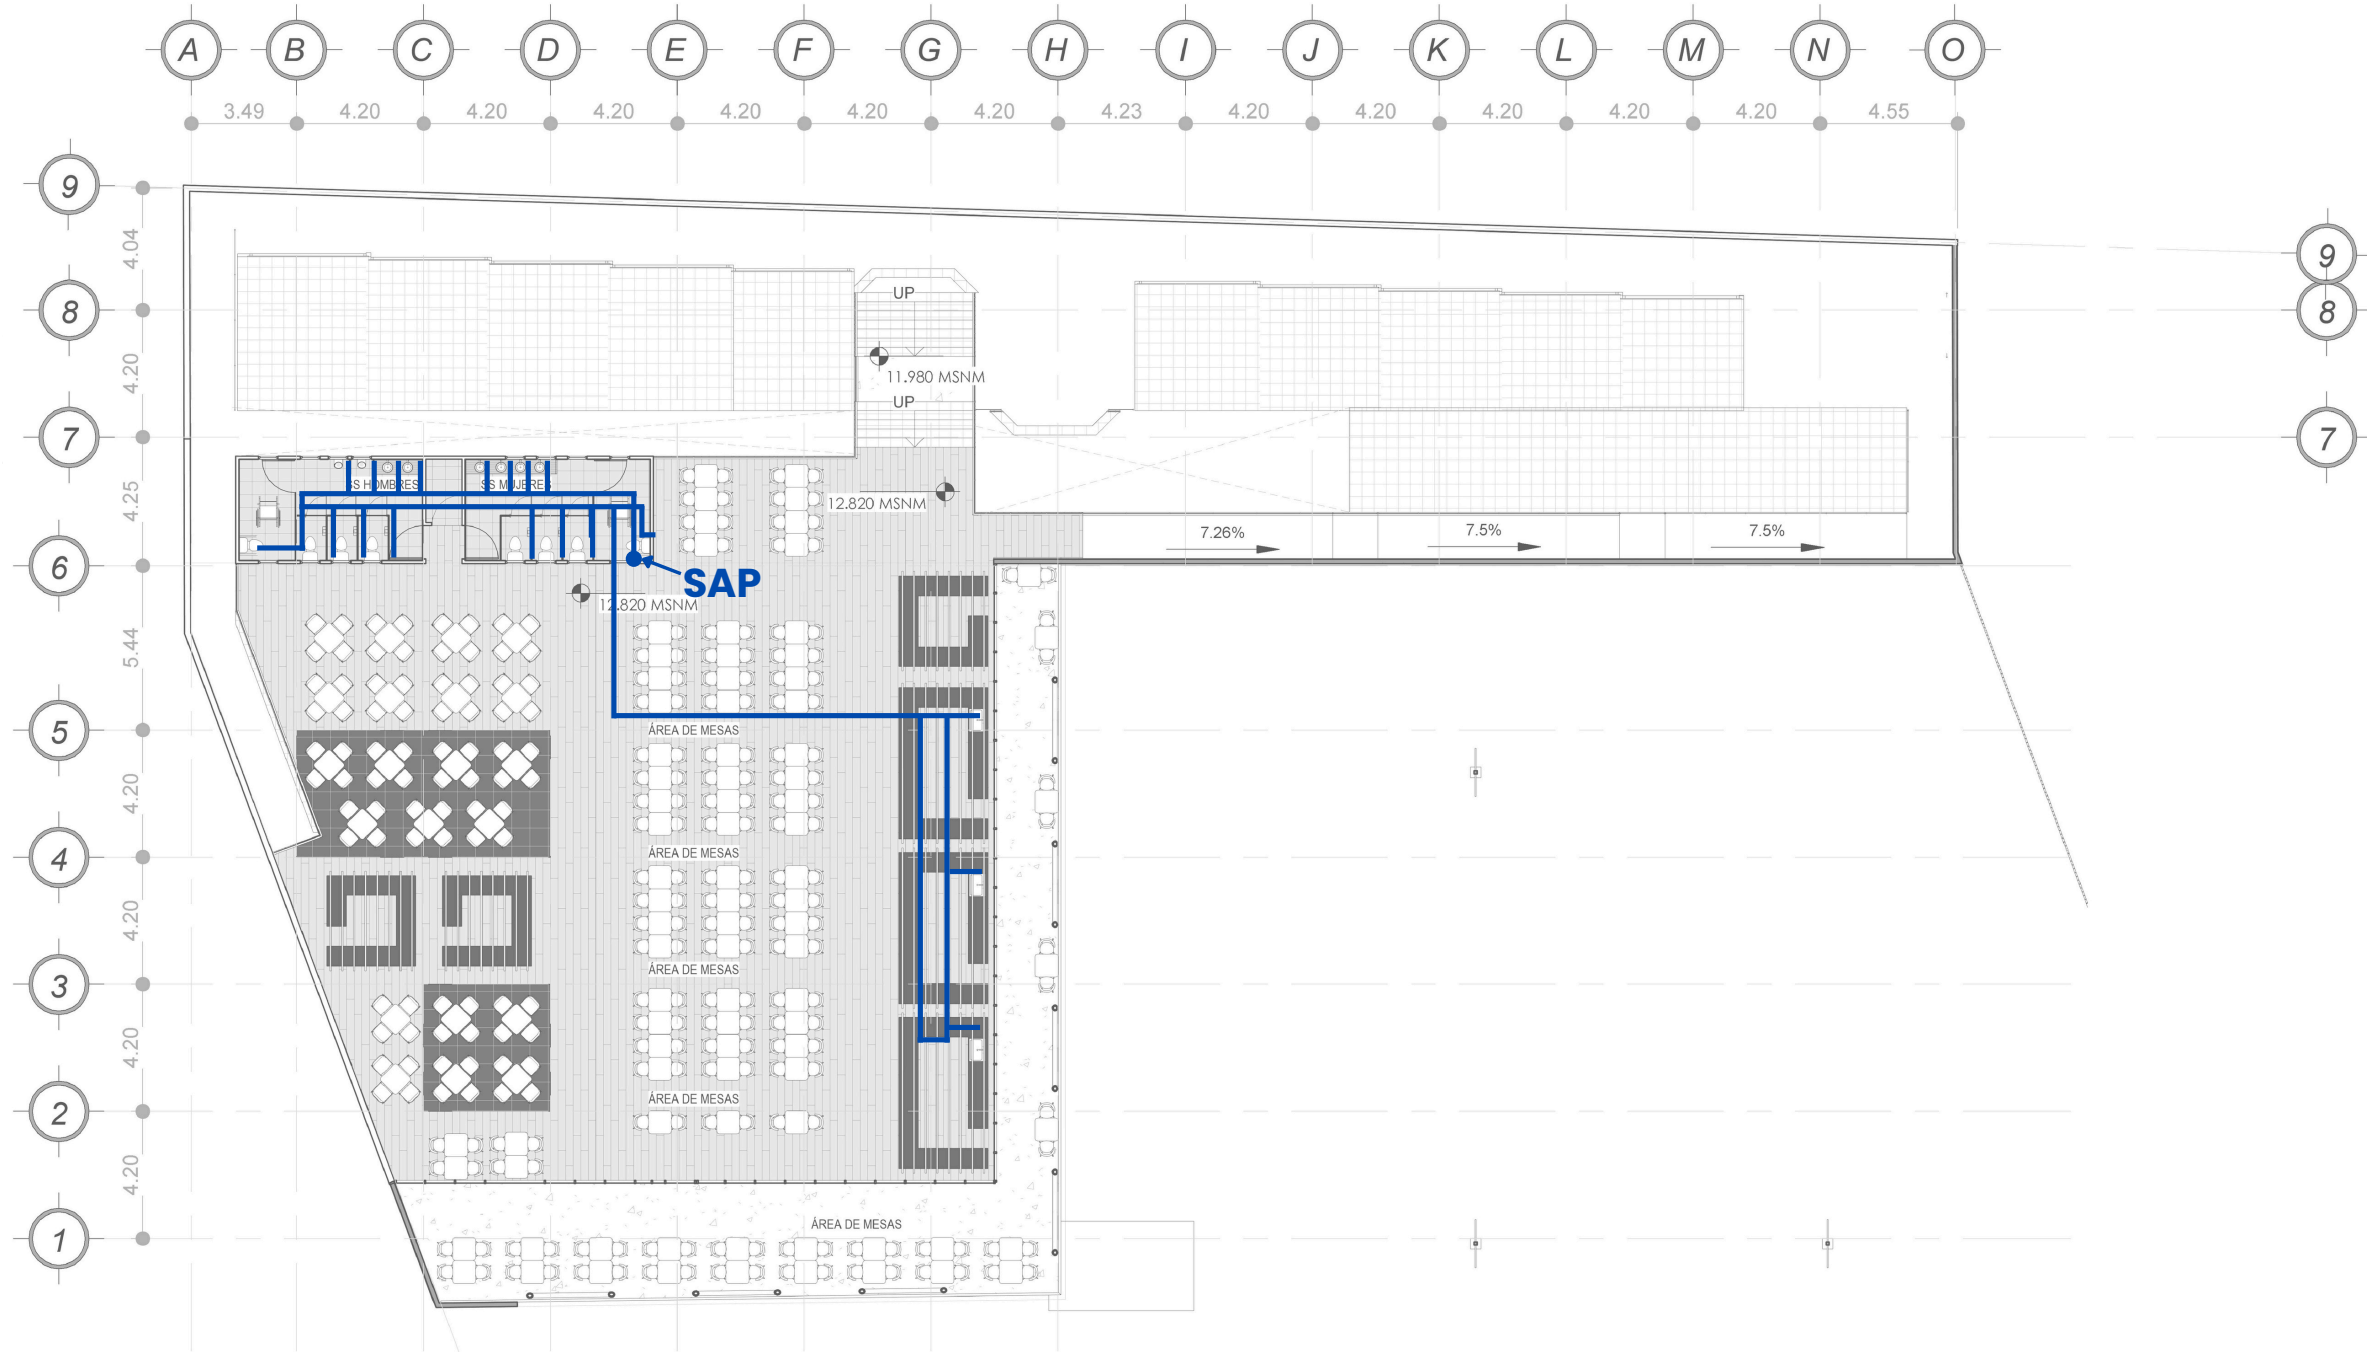 A B C D E F G H I J K L M N O
3.49 4.20 4.20 4.20 4.20 4.20 4.20 4.23 4.20 4.20 4.20 4.20 4.20 4.55
9
4.04
8
4.20
7
4.25
6
5.44
5
4.20
4
4.20
3
4.20
2
4.20
1
9
8
7
UP
11.980 MSNM
UP
12.820 MSNM
SS HOMBRES
SS MUJERES
7.26%
7.5%
7.5%
SAP
12.820 MSNM
ÁREA DE MESAS
ÁREA DE MESAS
ÁREA DE MESAS
ÁREA DE MESAS
ÁREA DE MESAS